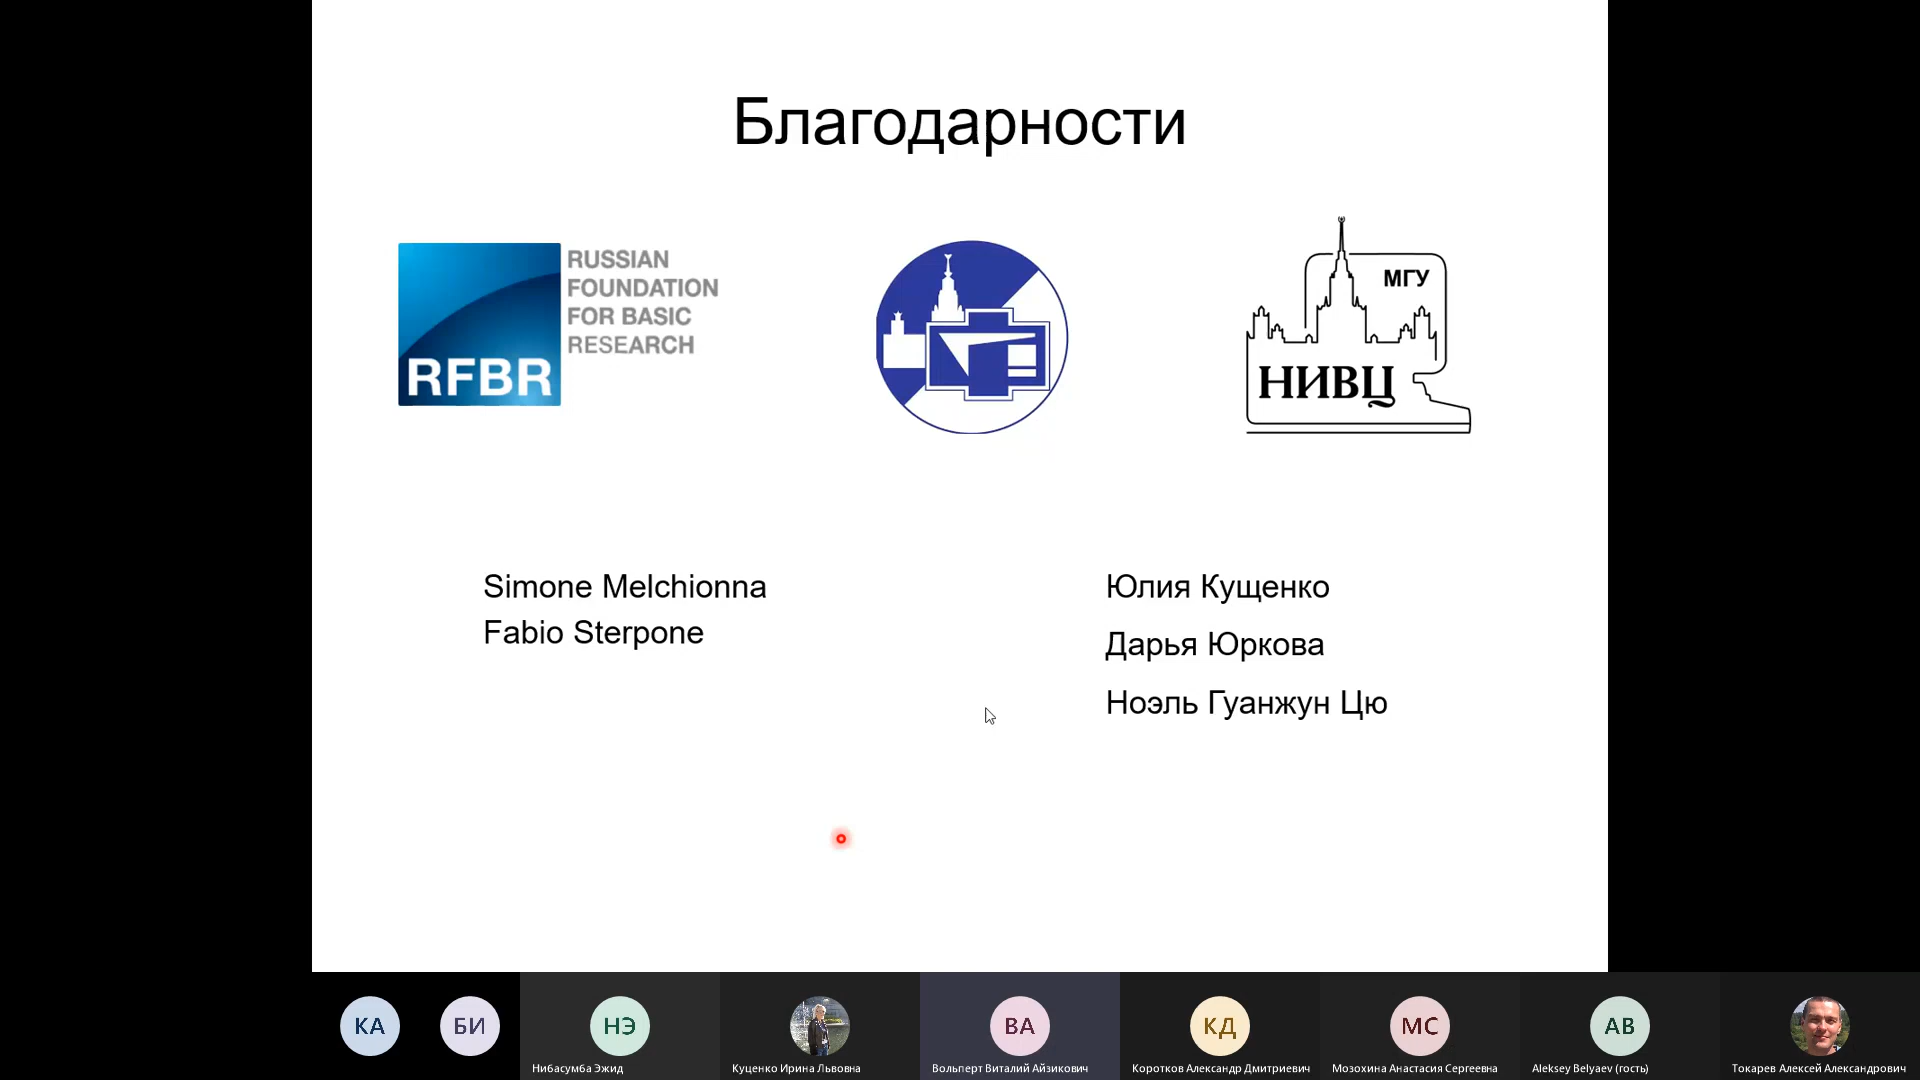 Благодарности
RUSSIAN
FOUNDATION
FOR BASIC
RESEARCH
RFBR
МГУ
НИВЦ
Simone Melchionna
Fabio Sterpone
Юлия Кущенко
Дарья Юркова
Ноэль Гуанжун Цю
КА
БИ
НЭ
ВА
КД
МС
AB
Нибасумба Эжид
Куценко Ирина Львовна
Вольперт Виталий Айзикович
Коротков Александр Дмитриевич
Мозохина Анастасия Сергеевна
Aleksey Belyaev (гость)
Токарев Алексей Александрович